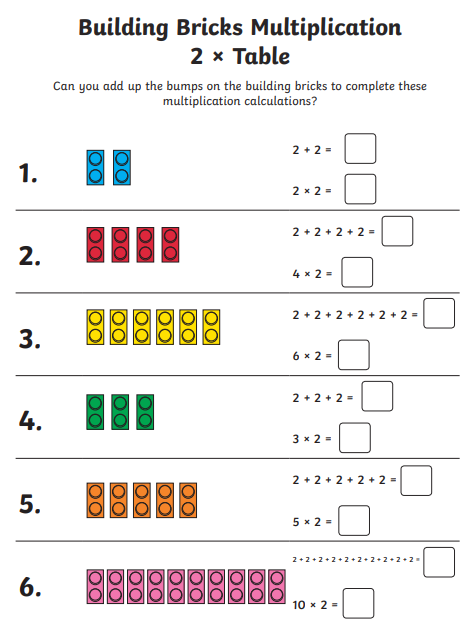 Building Bricks Multiplication
2 × Table
Can you add up the bumps on the building bricks to complete these
multiplication calculations?
1.
2 + 2 =
2 × 2 =
2.
2 + 2 + 2 + 2 =
4 × 2 =
3.
2 + 2 + 2 + 2 + 2 + 2 =
6 × 2 =
4.
2 + 2 + 2 =
3 × 2 =
5.
2 + 2 + 2 + 2 + 2 =
5 × 2 =
6.
2 + 2 + 2 + 2 + 2 + 2 + 2 + 2 + 2 + 2 =
10 × 2 =